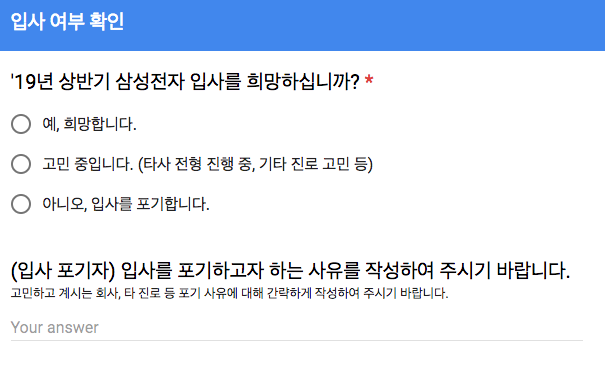 입사 여부 확인
'19년 상반기 삼성전자 입사를 희망하십니까? *
예, 희망합니다.
고민 중입니다. (타사 전형 진행 중, 기타 진로 고민 등)
아니오, 입사를 포기합니다.
(입사 포기자) 입사를 포기하고자 하는 사유를 작성하여 주시기 바랍니다.
고민하고 계시는 회사, 타 진로 등 포기 사유에 대해 간략하게 작성하여 주시기 바랍니다.
Your answer